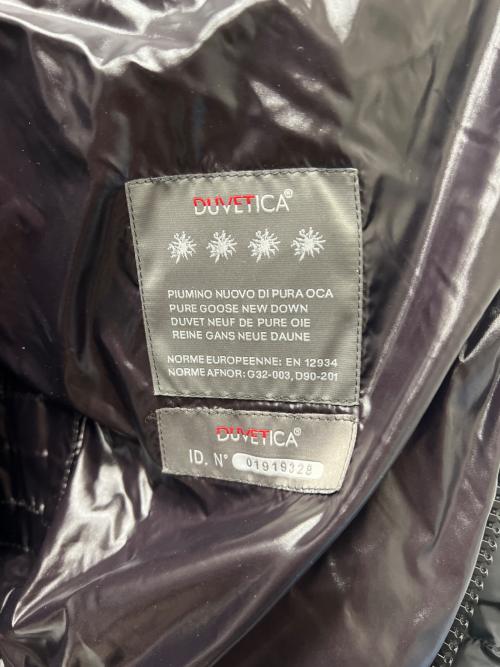 DUVETICA®
PIUMINO NUOVO DI PURA OCA
PURE GOOSE NEW DOWN
DUVET NEUF DE PURE OIE
REINE GANS NEUE DAUNE
NORME EUROPEENNE: EN 12934
NORME AFNOR: G32-003, D90-201
DUVETICA®
ID. N° 01919328